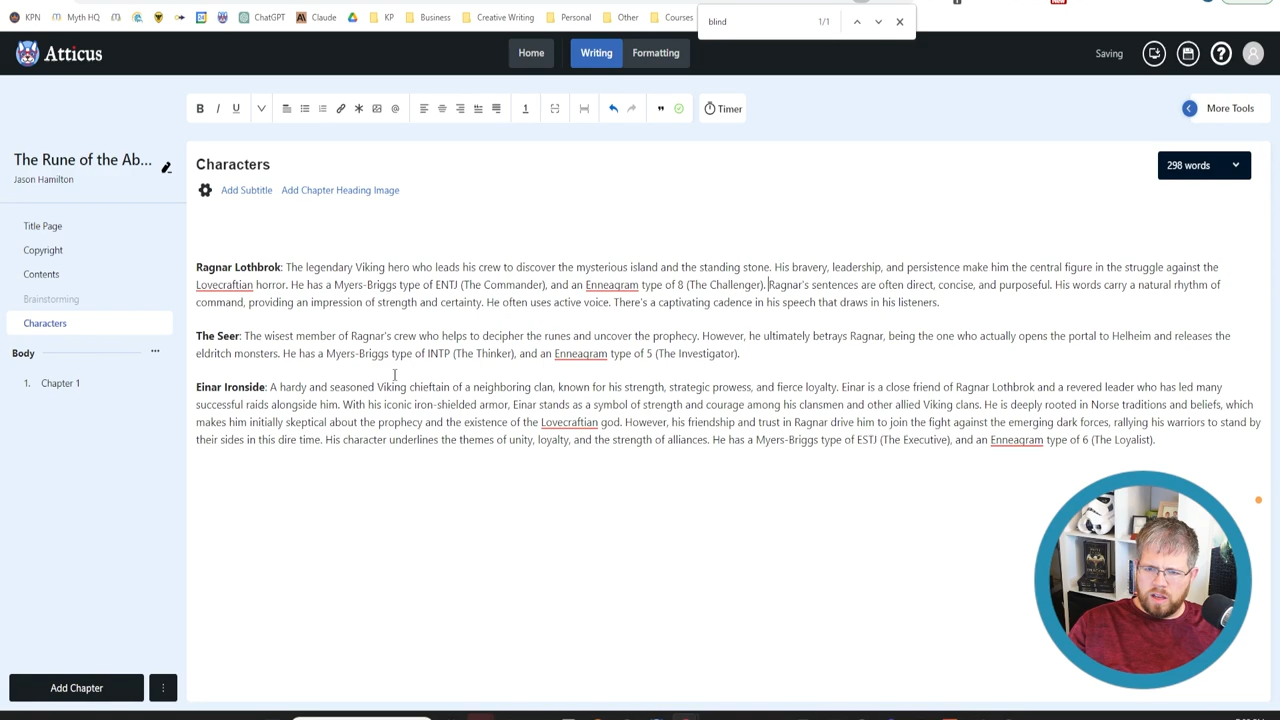 KPN Myth HQ ChatGPT Claude KP Business Creative Writing Personal Other Courses
blind 1/1
Atticus Home Writing Formatting Saving
B I U 1 Timer More Tools
The Rune of the Ab...
Jason Hamilton
Title Page
Copyright
Contents
Brainstorming
Characters
Body ...
1. Chapter 1
Add Chapter
Characters
298 words
Add Subtitle Add Chapter Heading Image
Ragnar Lothbrok: The legendary Viking hero who leads his crew to discover the mysterious island and the standing stone. His bravery, leadership, and persistence make him the central figure in the struggle against the
Lovecraftian horror. He has a Myers-Briggs type of ENTJ (The Commander), and an Enneagram type of 8 (The Challenger). Ragnar's sentences are often direct, concise, and purposeful. His words carry a natural rhythm of
command, providing an impression of strength and certainty. He often uses active voice. There's a captivating cadence in his speech that draws in his listeners.
The Seer: The wisest member of Ragnar's crew who helps to decipher the runes and uncover the prophecy. However, he ultimately betrays Ragnar, being the one who actually opens the portal to Helheim and releases the
eldritch monsters. He has a Myers-Briggs type of INTP (The Thinker), and an Enneagram type of 5 (The Investigator).
Einar Ironside: A hardy and seasoned Viking chieftain of a neighboring clan, known for his strength, strategic prowess, and fierce loyalty. Einar is a close friend of Ragnar Lothbrok and a revered leader who has led many
successful raids alongside him. With his iconic iron-shielded armor, Einar stands as a symbol of strength and courage among his clansmen and other allied Viking clans. He is deeply rooted in Norse traditions and beliefs, which
makes him initially skeptical about the prophecy and the existence of the Lovecraftian god. However, his friendship and trust in Ragnar drive him to join the fight against the emerging dark forces, rallying his warriors to stand by
their sides in this dire time. His character underlines the themes of unity, loyalty, and the strength of alliances. He has a Myers-Briggs type of ESTJ (The Executive), and an Enneagram type of 6 (The Loyalist).